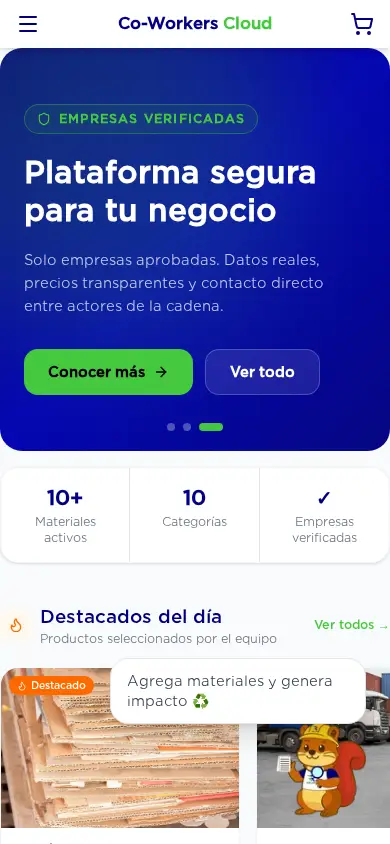 Co-Workers Cloud
EMPRESAS VERIFICADAS
Plataforma segura
para tu negocio
Solo empresas aprobadas. Datos reales,
precios transparentes y contacto directo
entre actores de la cadena.
Conocer más →
Ver todo
10+
Materiales
activos
10
Categorías
✓
Empresas
verificadas
Destacados del día
Productos seleccionados por el equipo
Ver todos →
Destacado
Agrega materiales y genera
impacto ♻️